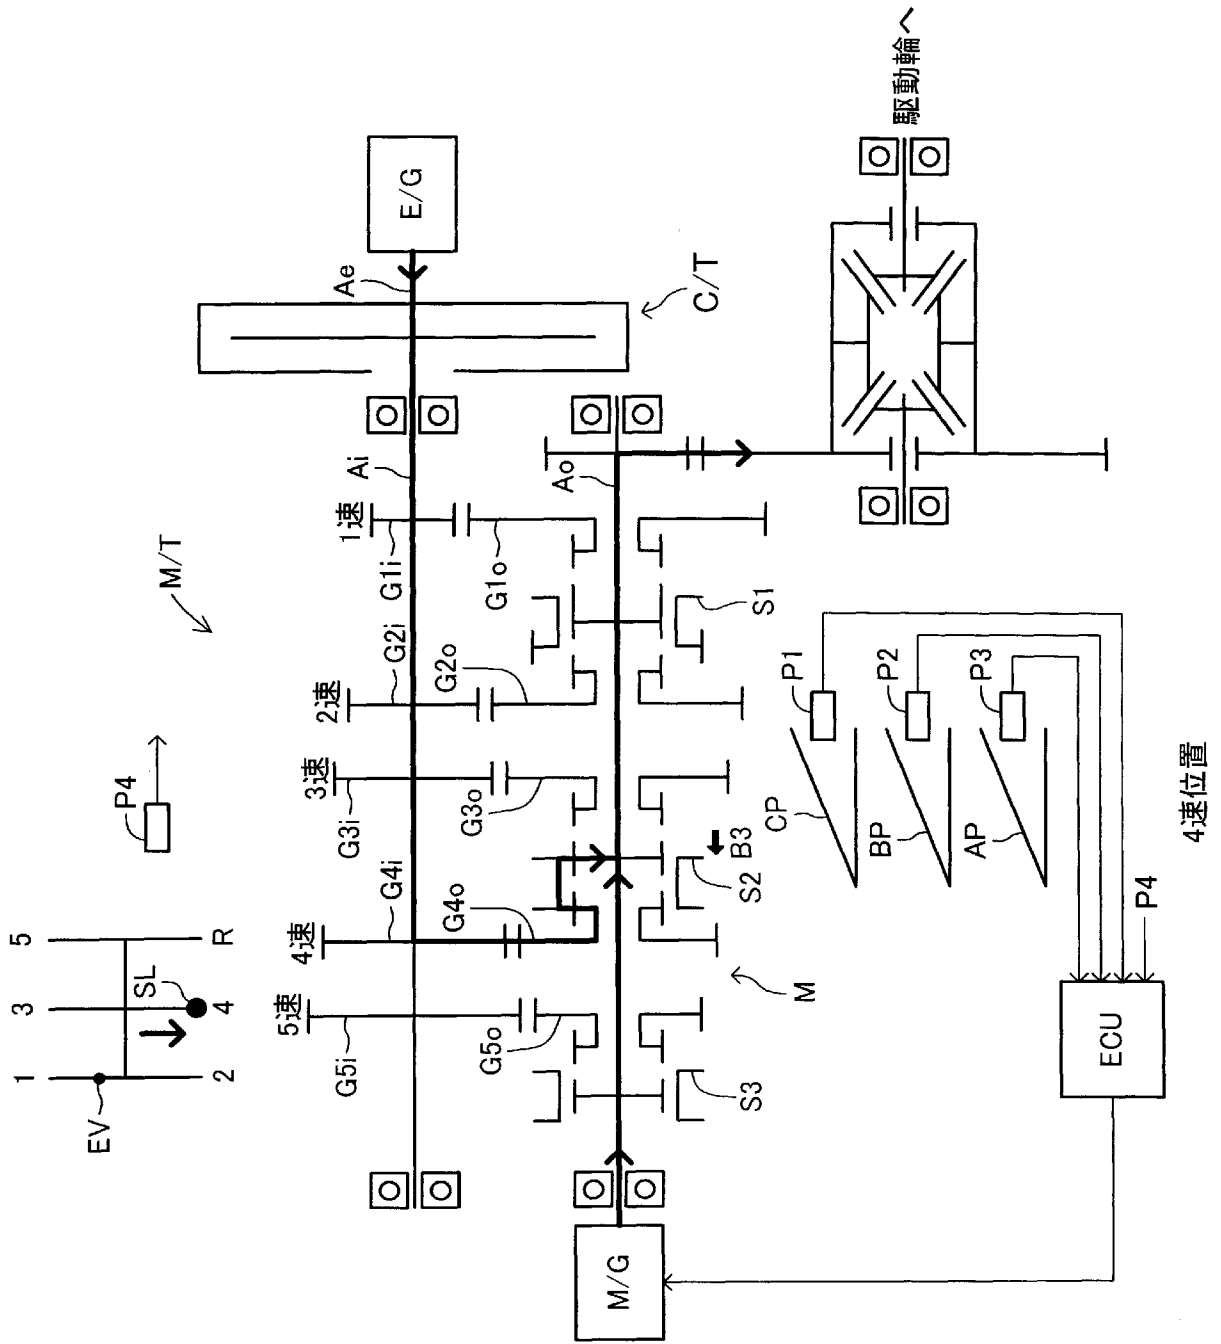 1
3
5
2
4
R
EV
SL
P4
M/T
5速
4速
3速
2速
1速
G5i
G4i
G3i
G2i
G1i
Ai
Ae
E/G
C/T
G5o
G4o
G3o
G2o
G1o
Ao
M/G
S3
S2
B3
S1
M
CP
BP
AP
P1
P2
P3
P4
ECU
駆動輪へ
4速位置